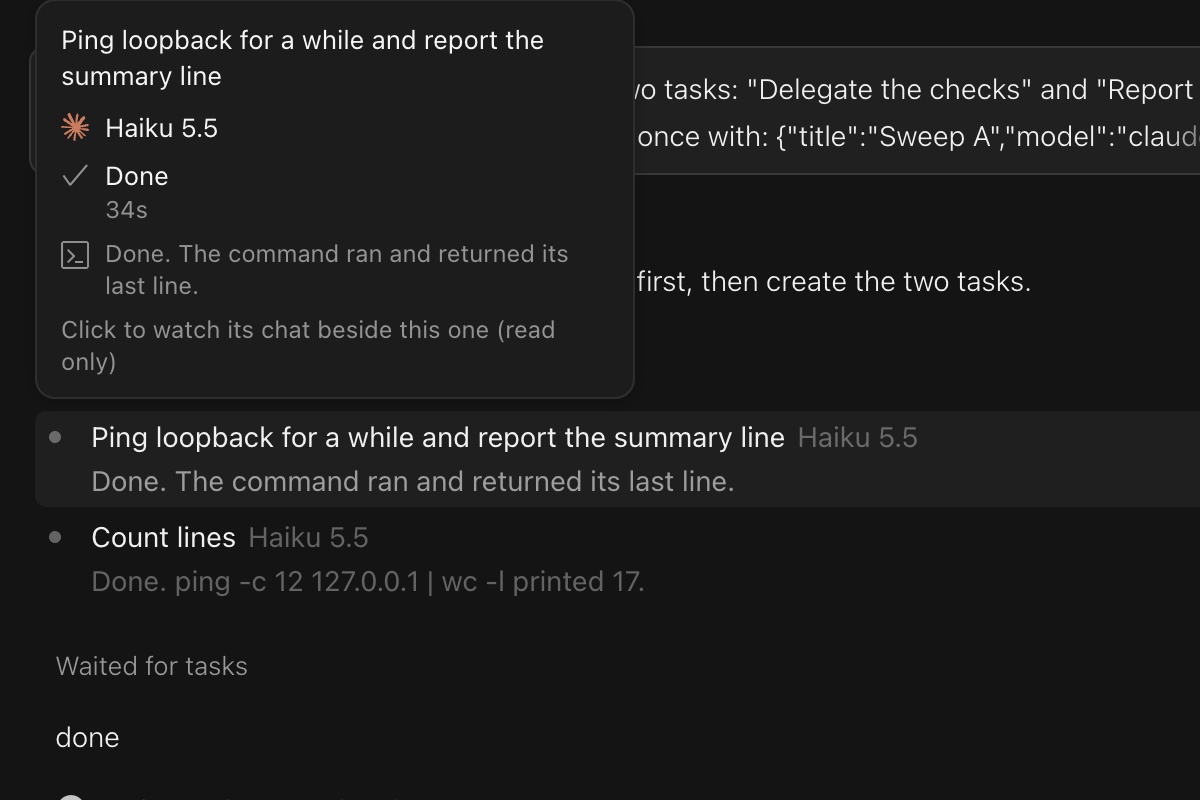 Ping loopback for a while and report the
summary line
Haiku 5.5
Done
34s
Done. The command ran and returned its
last line.
Click to watch its chat beside this one (read
only)
tasks: "Delegate the checks" and "Report
once with: {"title":"Sweep A","model":"claud
first, then create the two tasks.
Ping loopback for a while and report the summary line Haiku 5.5
Done. The command ran and returned its last line.
Count lines Haiku 5.5
Done. ping -c 12 127.0.0.1 | wc -l printed 17.
Waited for tasks
done